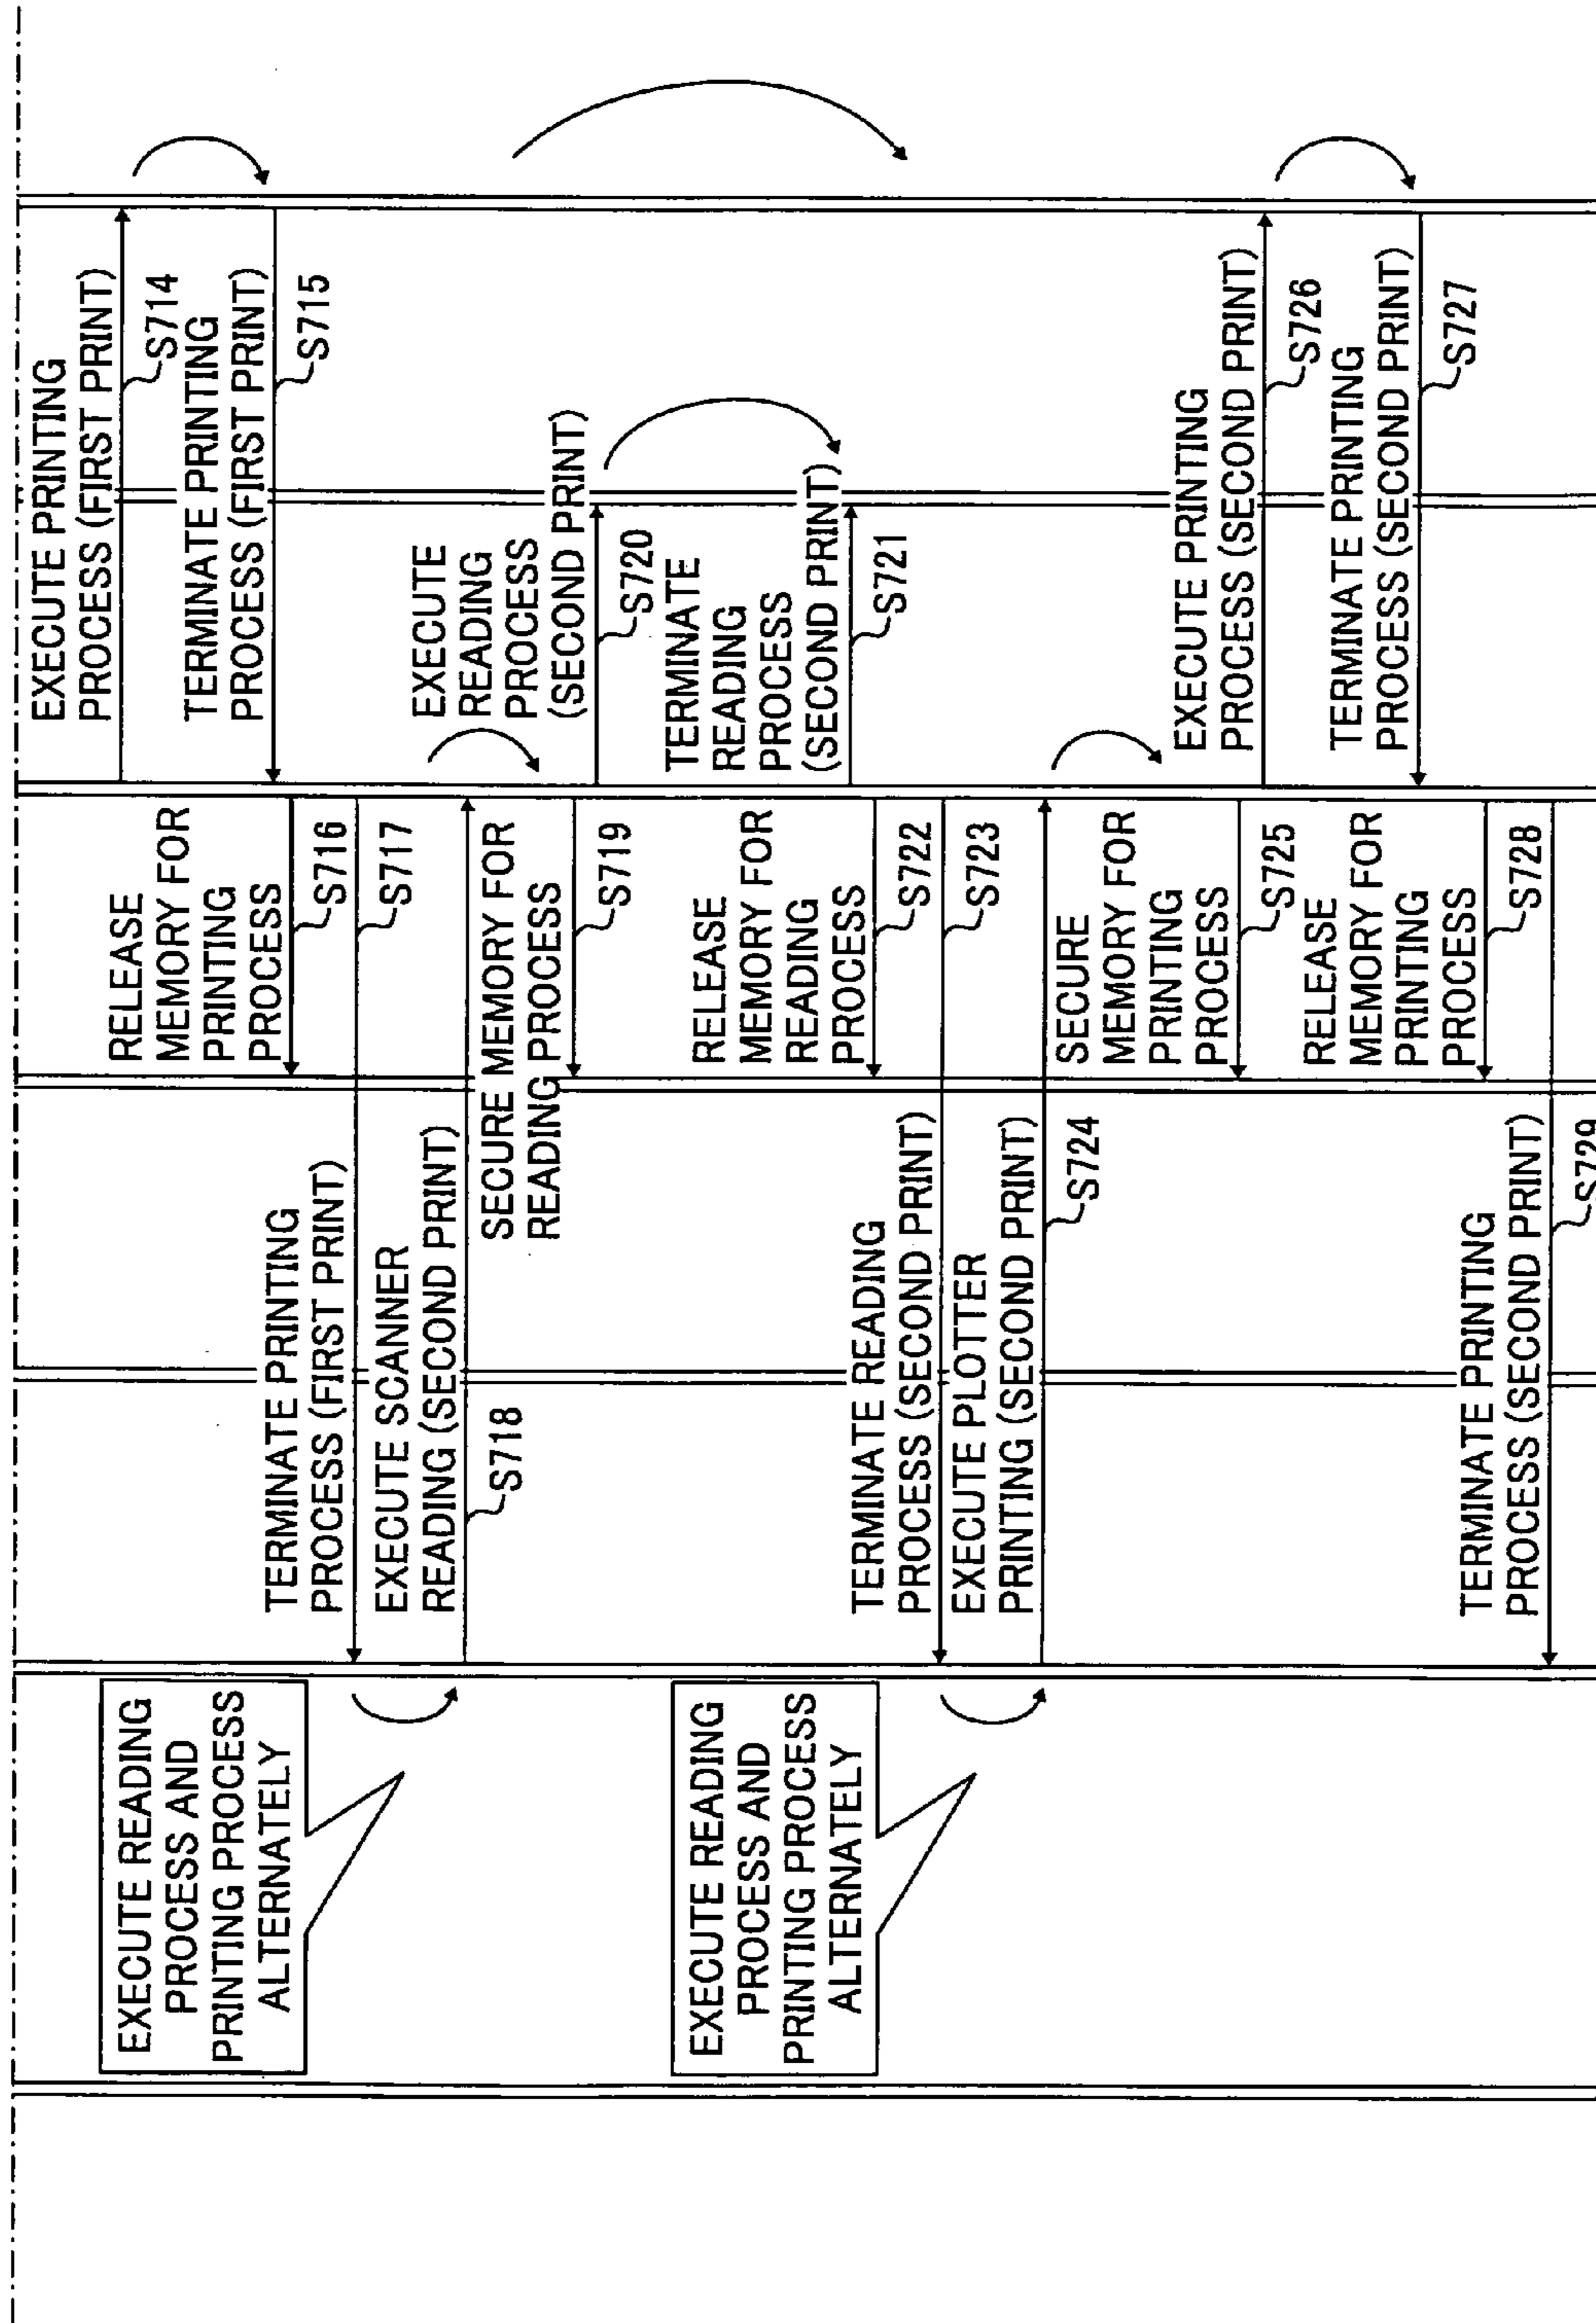 EXECUTE PRINTING
PROCESS (FIRST PRINT)
S714
TERMINATE PRINTING
PROCESS (FIRST PRINT)
S715
RELEASE
MEMORY FOR
PRINTING
PROCESS
S716
TERMINATE PRINTING
PROCESS (FIRST PRINT)
S717
EXECUTE READING
PROCESS AND
PRINTING PROCESS
ALTERNATELY
EXECUTE SCANNER
READING (SECOND PRINT)
S718
SECURE MEMORY FOR
READING PROCESS
S719
EXECUTE
READING
PROCESS
(SECOND PRINT)
S720
TERMINATE
READING
PROCESS
(SECOND PRINT)
S721
RELEASE
MEMORY FOR
READING
PROCESS
S722
TERMINATE READING
PROCESS (SECOND PRINT)
S723
EXECUTE READING
PROCESS AND
PRINTING PROCESS
ALTERNATELY
EXECUTE PLOTTER
PRINTING (SECOND PRINT)
S724
SECURE
MEMORY FOR
PRINTING
PROCESS
S725
EXECUTE PRINTING
PROCESS (SECOND PRINT)
S726
TERMINATE PRINTING
PROCESS (SECOND PRINT)
S727
RELEASE
MEMORY FOR
PRINTING
PROCESS
S728
TERMINATE PRINTING
PROCESS (SECOND PRINT)
S729